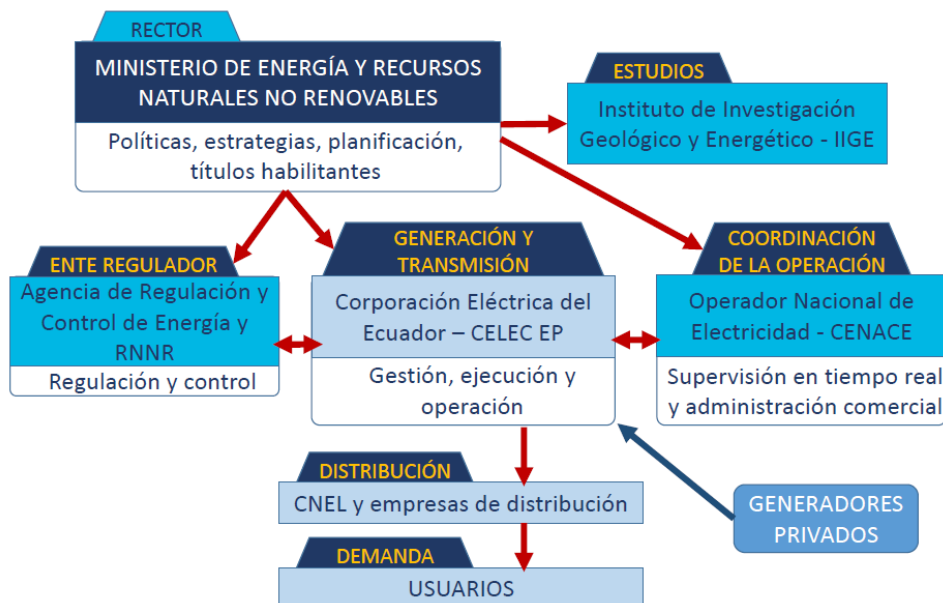 RECTOR
MINISTERIO DE ENERGÍA Y RECURSOS
NATURALES NO RENOVABLES
Políticas, estrategias, planificación,
títulos habilitantes
ESTUDIOS
Instituto de Investigación
Geológico y Energético - IIGE
ENTE REGULADOR
Agencia de Regulación y
Control de Energía y
RNNR
Regulación y control
GENERACIÓN Y
TRANSMISIÓN
Corporación Eléctrica del
Ecuador – CELEC EP
Gestión, ejecución y
operación
COORDINACIÓN
DE LA OPERACIÓN
Operador Nacional de
Electricidad - CENACE
Supervisión en tiempo real
y administración comercial
DISTRIBUCIÓN
CNEL y empresas de distribución
GENERADORES
PRIVADOS
DEMANDA
USUARIOS